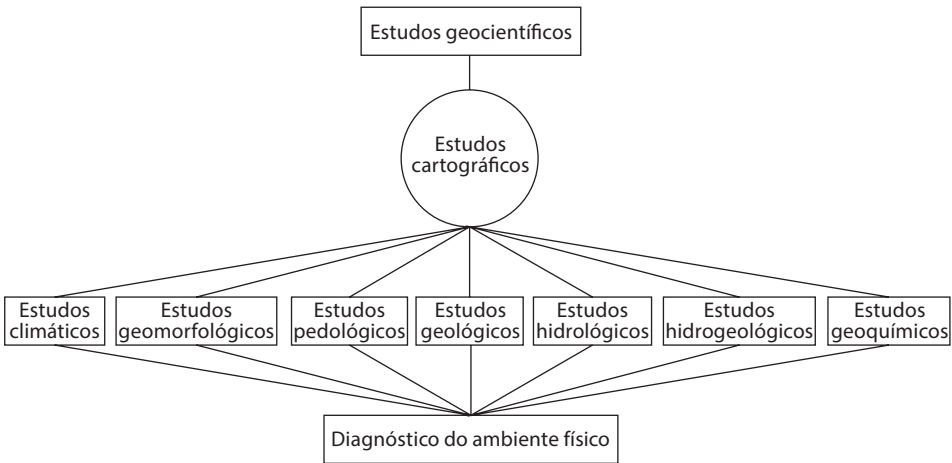 Estudos geocientíficos
Estudos
cartográficos
Estudos
climáticos
Estudos
geomorfológicos
Estudos
pedológicos
Estudos
geológicos
Estudos
hidrológicos
Estudos
hidrogeológicos
Estudos
geoquímicos
Diagnóstico do ambiente físico